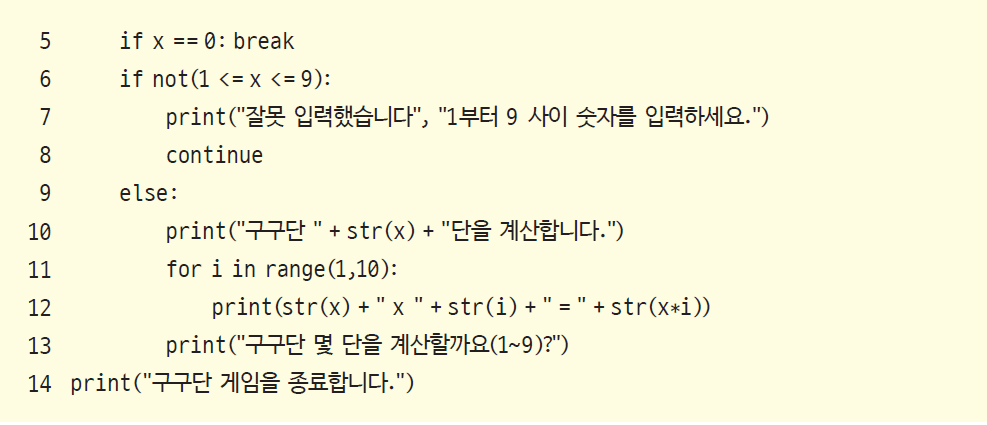 5 if x == 0: break
6 if not(1 <= x <= 9):
7 print("잘못 입력했습니다", "1부터 9 사이 숫자를 입력하세요.")
8 continue
9 else:
10 print("구구단 " + str(x) + "단을 계산합니다.")
11 for i in range(1,10):
12 print(str(x) + " x " + str(i) + " = " + str(x*i))
13 print("구구단 몇 단을 계산할까요(1~9)?")
14 print("구구단 게임을 종료합니다.")